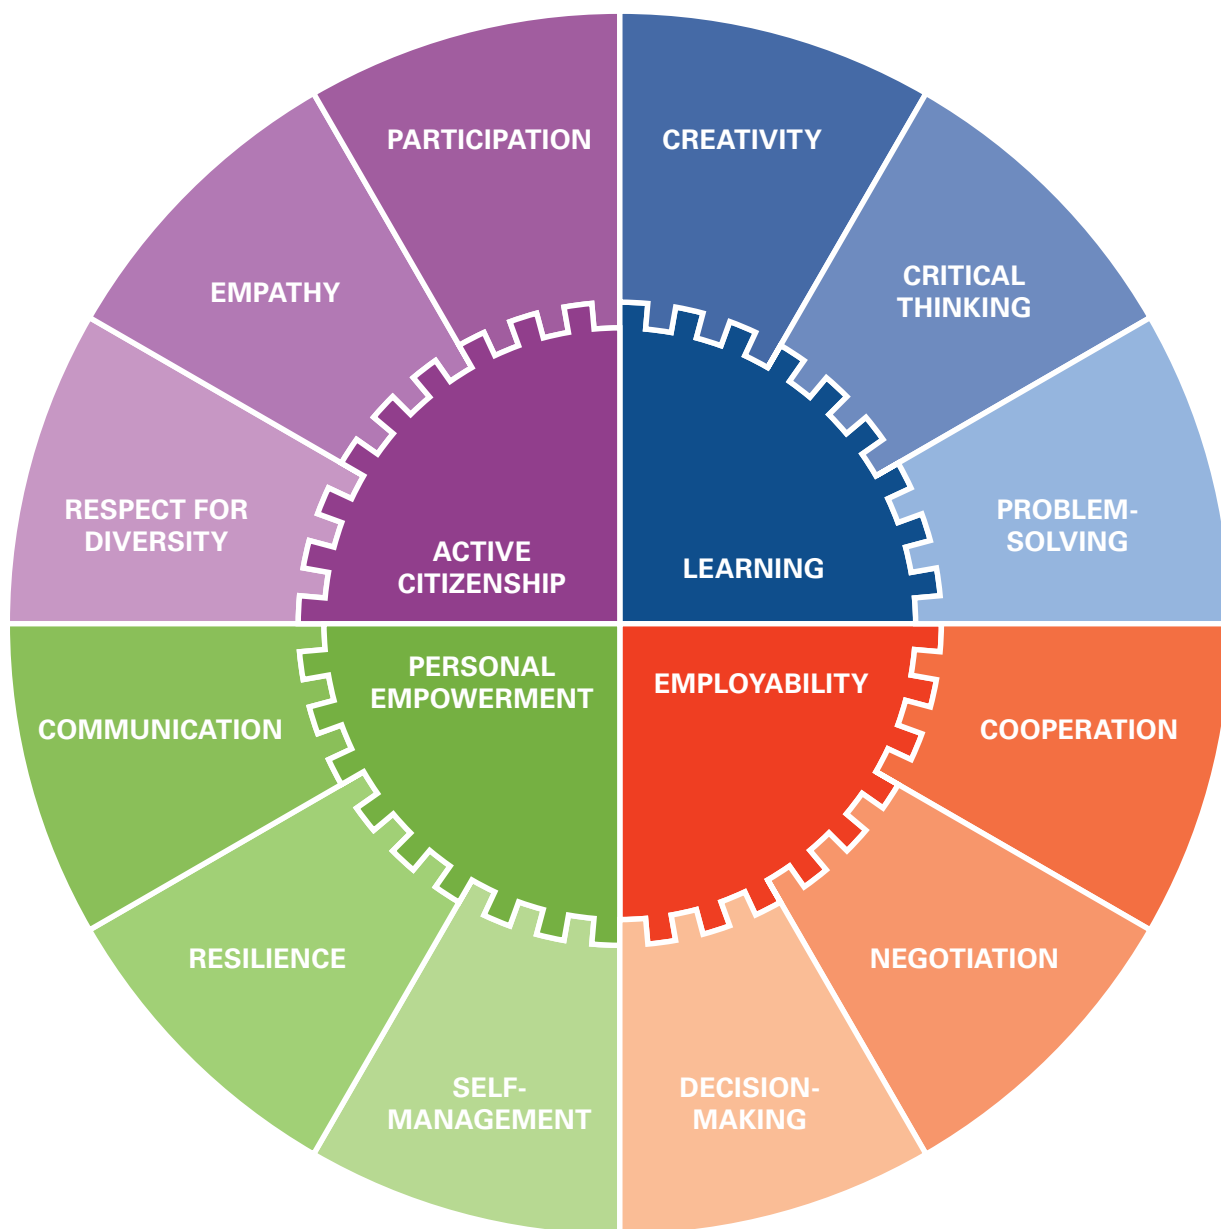 PARTICIPATION
CREATIVITY
CRITICAL
THINKING
EMPATHY
RESPECT FOR
DIVERSITY
PROBLEM-
SOLVING
ACTIVE
CITIZENSHIP
LEARNING
PERSONAL
EMPOWERMENT
EMPLOYABILITY
COMMUNICATION
COOPERATION
RESILIENCE
NEGOTIATION
SELF-
MANAGEMENT
DECISION-
MAKING